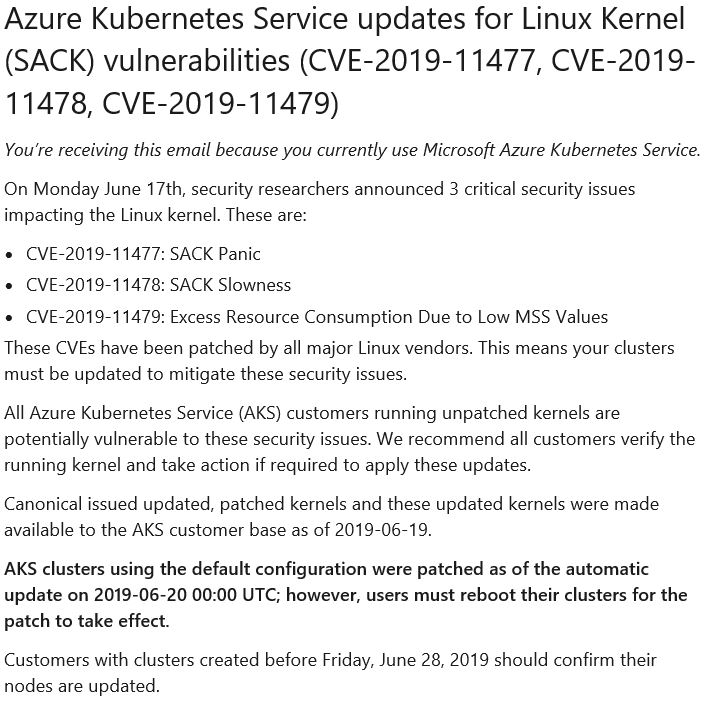 Azure Kubernetes Service updates for Linux Kernel
(SACK) vulnerabilities (CVE-2019-11477, CVE-2019-
11478, CVE-2019-11479)
You’re receiving this email because you currently use Microsoft Azure Kubernetes Service.
On Monday June 17th, security researchers announced 3 critical security issues
impacting the Linux kernel. These are:
• CVE-2019-11477: SACK Panic
• CVE-2019-11478: SACK Slowness
• CVE-2019-11479: Excess Resource Consumption Due to Low MSS Values
These CVEs have been patched by all major Linux vendors. This means your clusters
must be updated to mitigate these security issues.
All Azure Kubernetes Service (AKS) customers running unpatched kernels are
potentially vulnerable to these security issues. We recommend all customers verify the
running kernel and take action if required to apply these updates.
Canonical issued updated, patched kernels and these updated kernels were made
available to the AKS customer base as of 2019-06-19.
AKS clusters using the default configuration were patched as of the automatic
update on 2019-06-20 00:00 UTC; however, users must reboot their clusters for the
patch to take effect.
Customers with clusters created before Friday, June 28, 2019 should confirm their
nodes are updated.